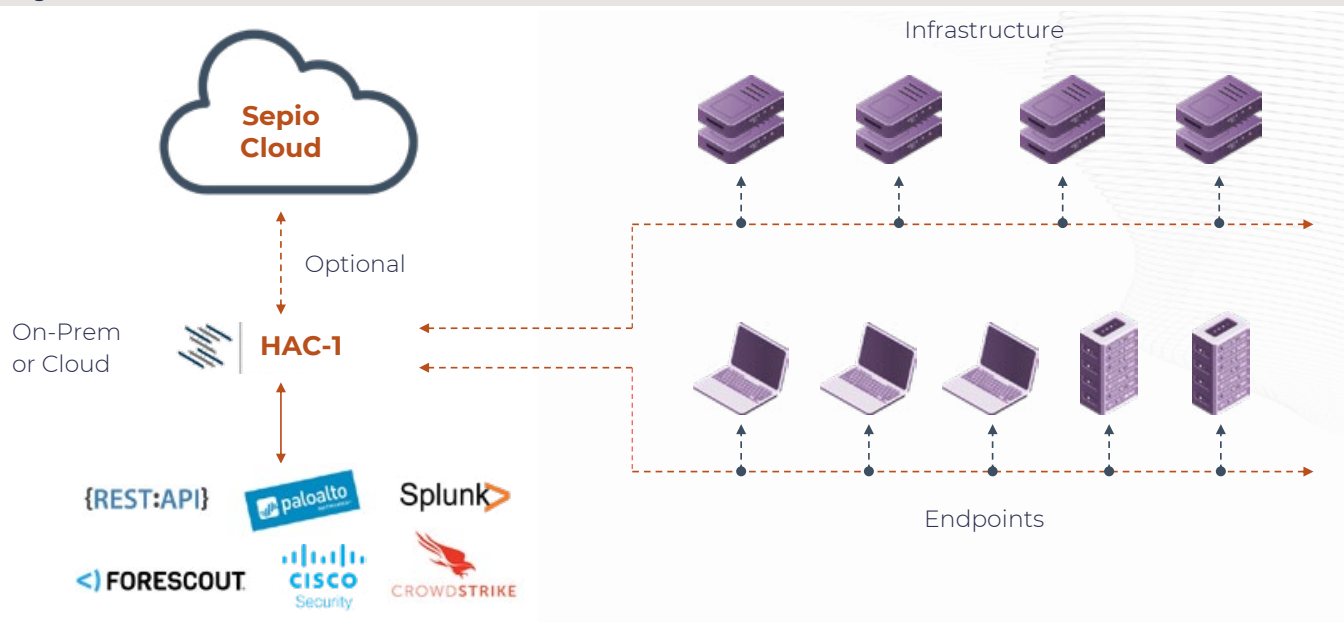 Infrastructure
Sepio
Cloud
Optional
On-Prem
or Cloud
HAC-1
{REST:API}
paloalto
Splunk>
<) FORESCOUT.
CISCO
Security
CROWDSTRIKE
Endpoints